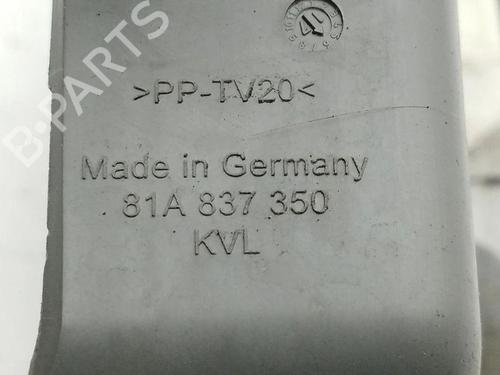 >PP-TV20<
Made in Germany
81A 837 350
KVL
B-PARTS